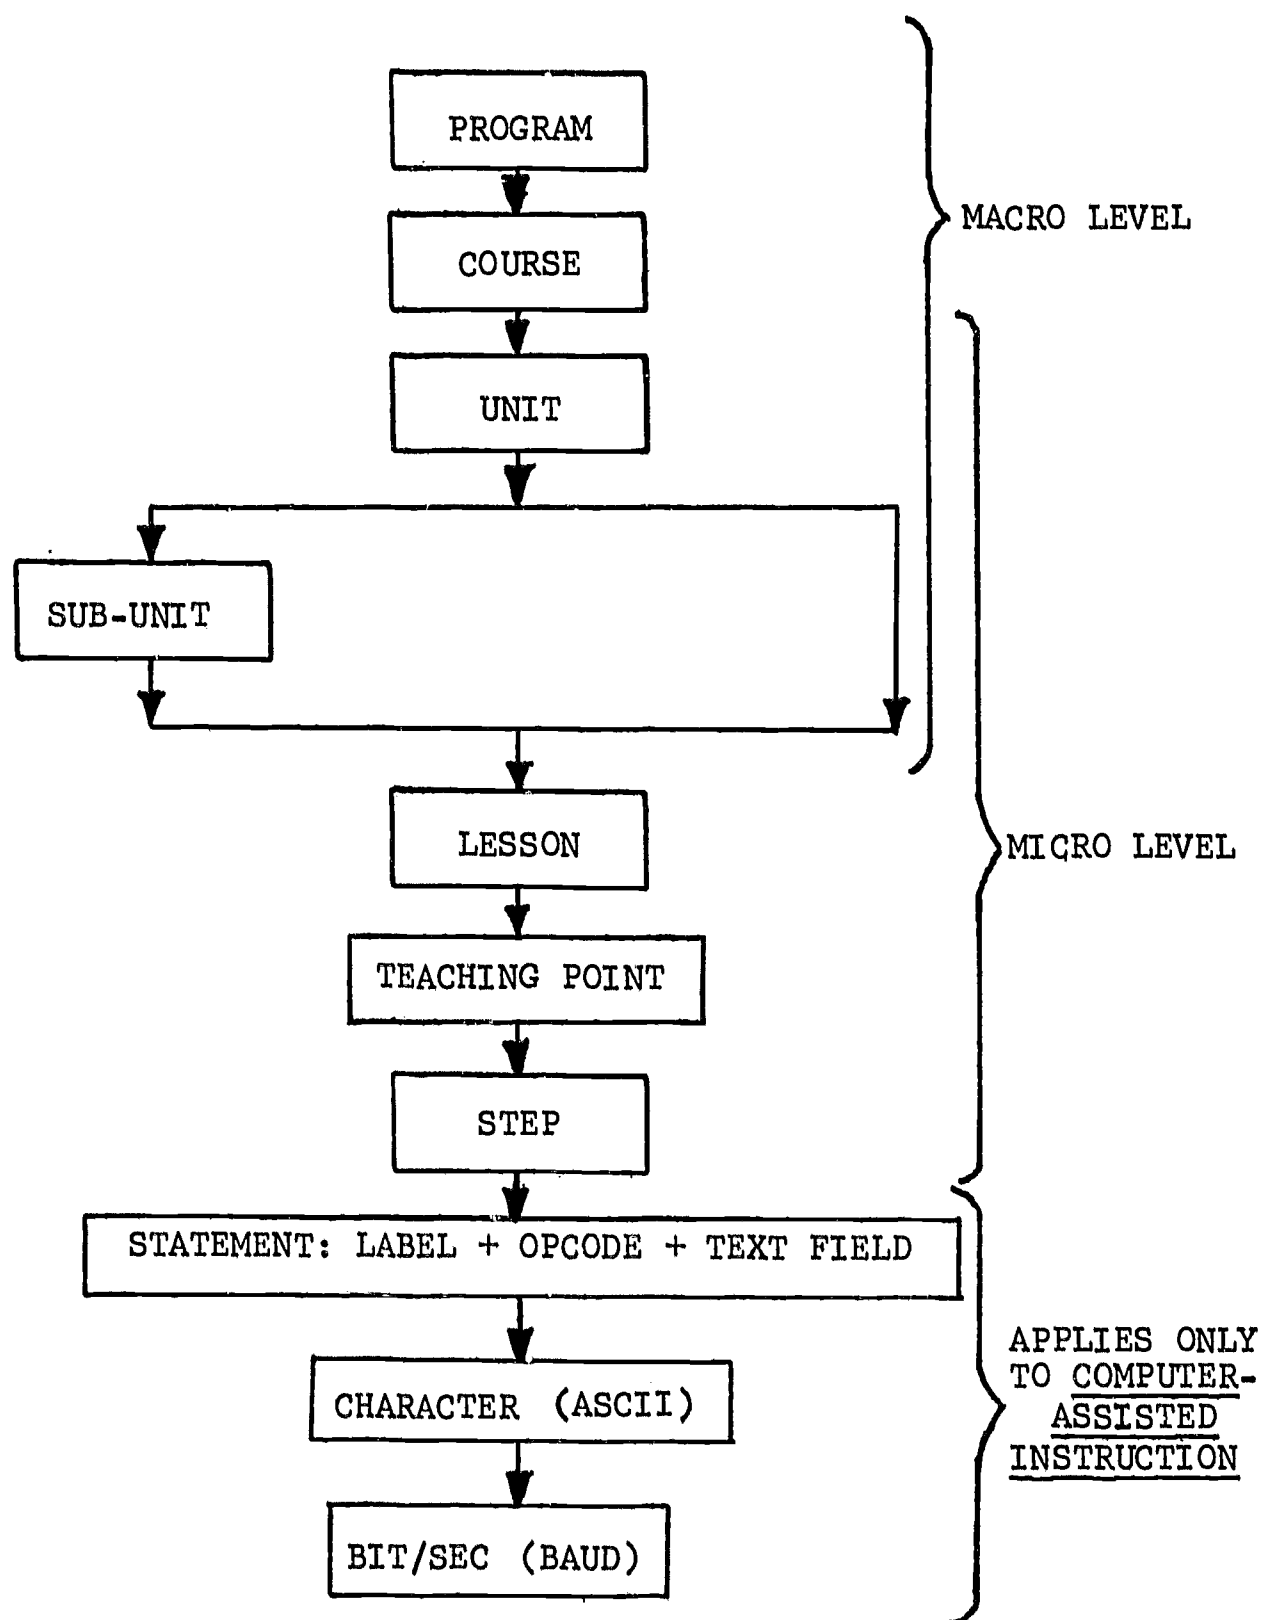 PROGRAM
MACRO LEVEL
COURSE
UNIT
SUB-UNIT
LESSON
MICRO LEVEL
TEACHING POINT
STEP
STATEMENT: LABEL + OPCODE + TEXT FIELD
APPLIES ONLY
TO COMPUTER-
ASSISTED
INSTRUCTION
CHARACTER (ASCII)
BIT/SEC (BAUD)